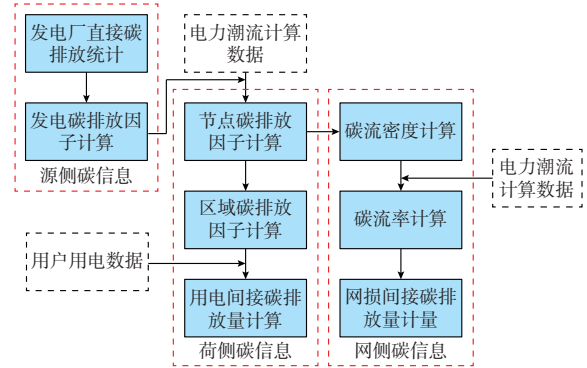 发电厂直接碳
排放统计
发电碳排放因
子计算
源侧碳信息
电力潮流计算
数据
节点碳排放
因子计算
区域碳排放
因子计算
用户用电数据
用电间接碳排
放量计算
荷侧碳信息
碳流密度计算
电力潮流
计算数据
碳流率计算
网损间接碳排
放量计量
网侧碳信息